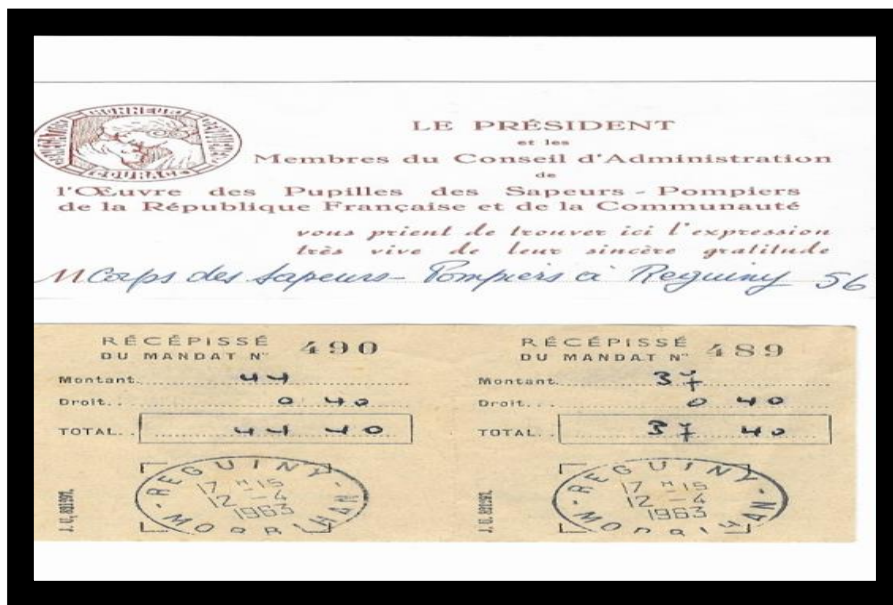 HONNEUR
COURAGE
LE PRÉSIDENT
et les
Membres du Conseil d'Administration
de
l'Œuvre des Pupilles des Sapeurs - Pompiers
de la République Française et de la Communauté
vous prient de trouver ici l'expression
très vive de leur sincère gratitude
M Corps des Sapeurs - Pompiers à Reguiny 56
RÉCÉPISSÉ
DU MANDAT N° 490
Montant 44
Droit.. 0 40
TOTAL.. 44 40
REGUINY
17 H 15
12 - 4
1963
MORBIHAN
RÉCÉPISSÉ
DU MANDAT N° 489
Montant 37
Droit... 0 40
TOTAL.. 37 40
REGUINY
17 H 15
12 - 4
1963
MORBIHAN